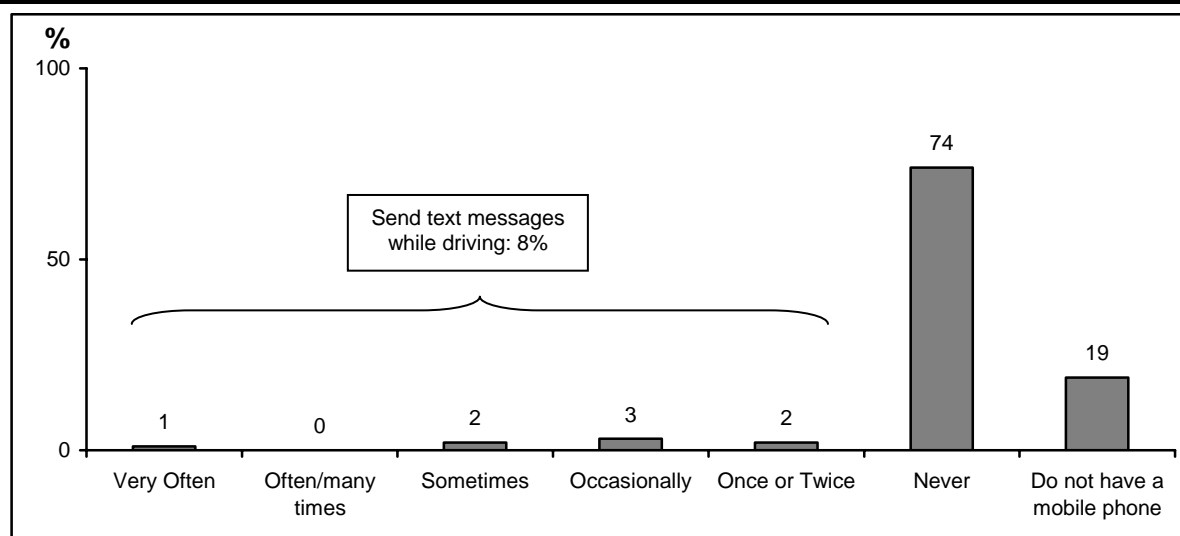 %
100
50
0
Send text messages
while driving: 8%
1
0
2
3
2
74
19
Very Often
Often/many
times
Sometimes
Occasionally
Once or Twice
Never
Do not have a
mobile phone